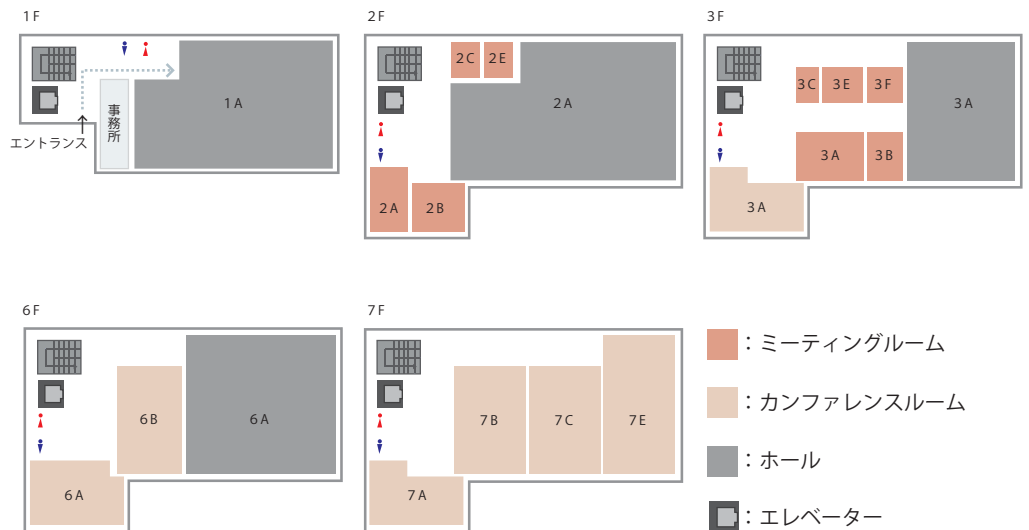 1F
1A
事務所
エントランス
2F
2C
2E
2A
2A
2B
3F
3C
3E
3F
3A
3A
3B
3A
6F
6B
6A
6A
7F
7B
7C
7E
7A
：ミーティングルーム
：カンファレンスルーム
：ホール
：エレベーター